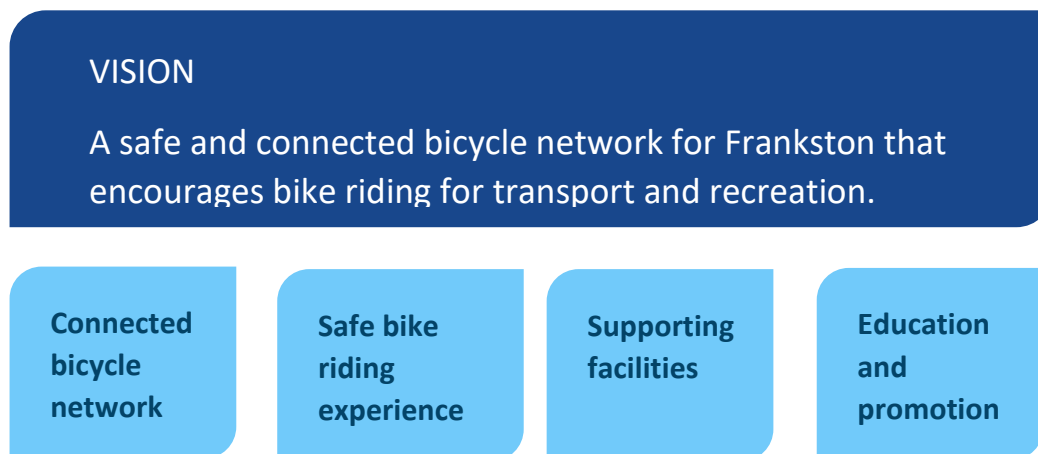 VISION
A safe and connected bicycle network for Frankston that
encourages bike riding for transport and recreation.
Connected
bicycle
network
Safe bike
riding
experience
Supporting
facilities
Education
and
promotion